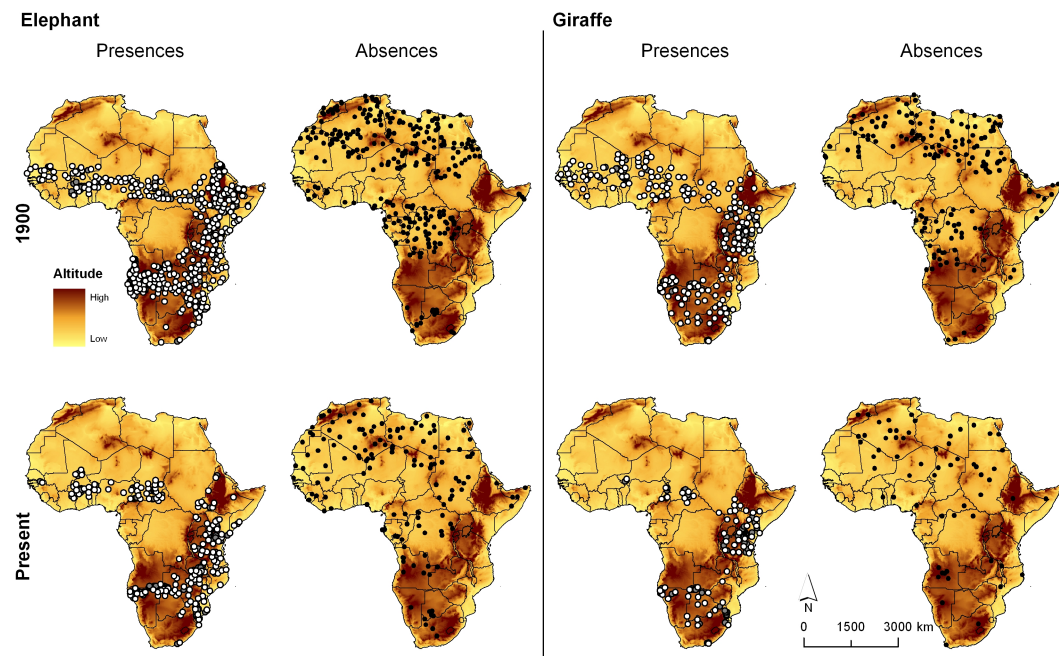 Elephant
Giraffe
Presences
Absences
Presences
Absences
1900
Altitude
High
Low
Present
N
0 1500 3000 km